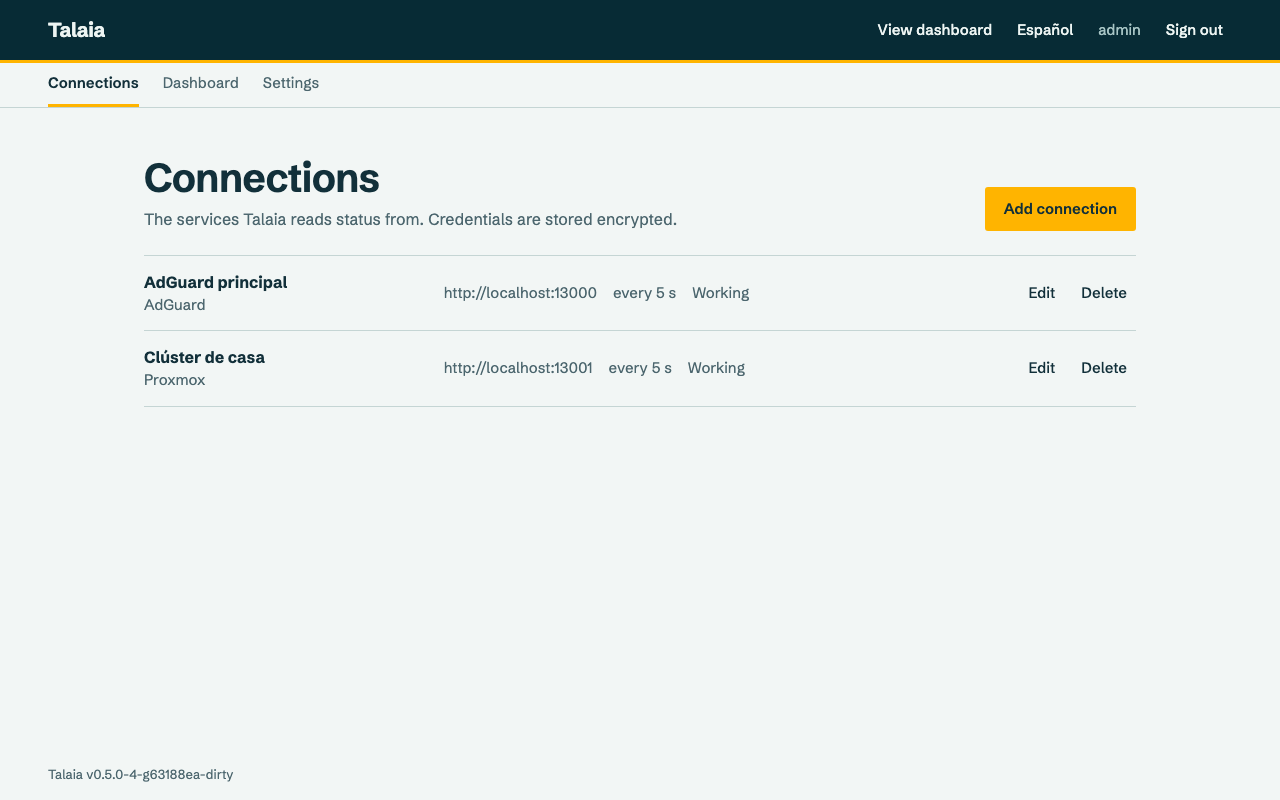 Talaia
View dashboard Español admin Sign out
Connections Dashboard Settings
Connections
The services Talaia reads status from. Credentials are stored encrypted.
Add connection
AdGuard principal
AdGuard
http://localhost:13000 every 5 s Working
Edit Delete
Clúster de casa
Proxmox
http://localhost:13001 every 5 s Working
Edit Delete
Talaia v0.5.0-4-g63188ea-dirty